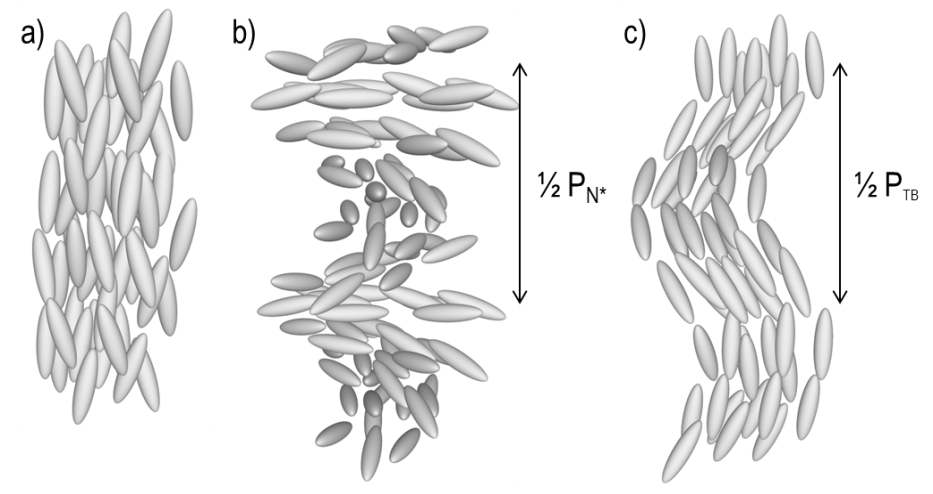 a)
b)
c)
½ P_N*
½ P_TB